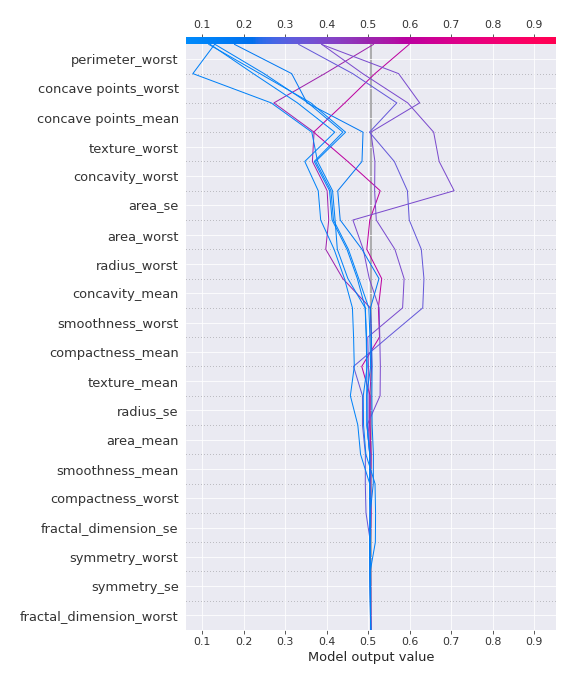 0.1 0.2 0.3 0.4 0.5 0.6 0.7 0.8 0.9
perimeter_worst
concave points_worst
concave points_mean
texture_worst
concavity_worst
area_se
area_worst
radius_worst
concavity_mean
smoothness_worst
compactness_mean
texture_mean
radius_se
area_mean
smoothness_mean
compactness_worst
fractal_dimension_se
symmetry_worst
symmetry_se
fractal_dimension_worst
0.1 0.2 0.3 0.4 0.5 0.6 0.7 0.8 0.9
Model output value